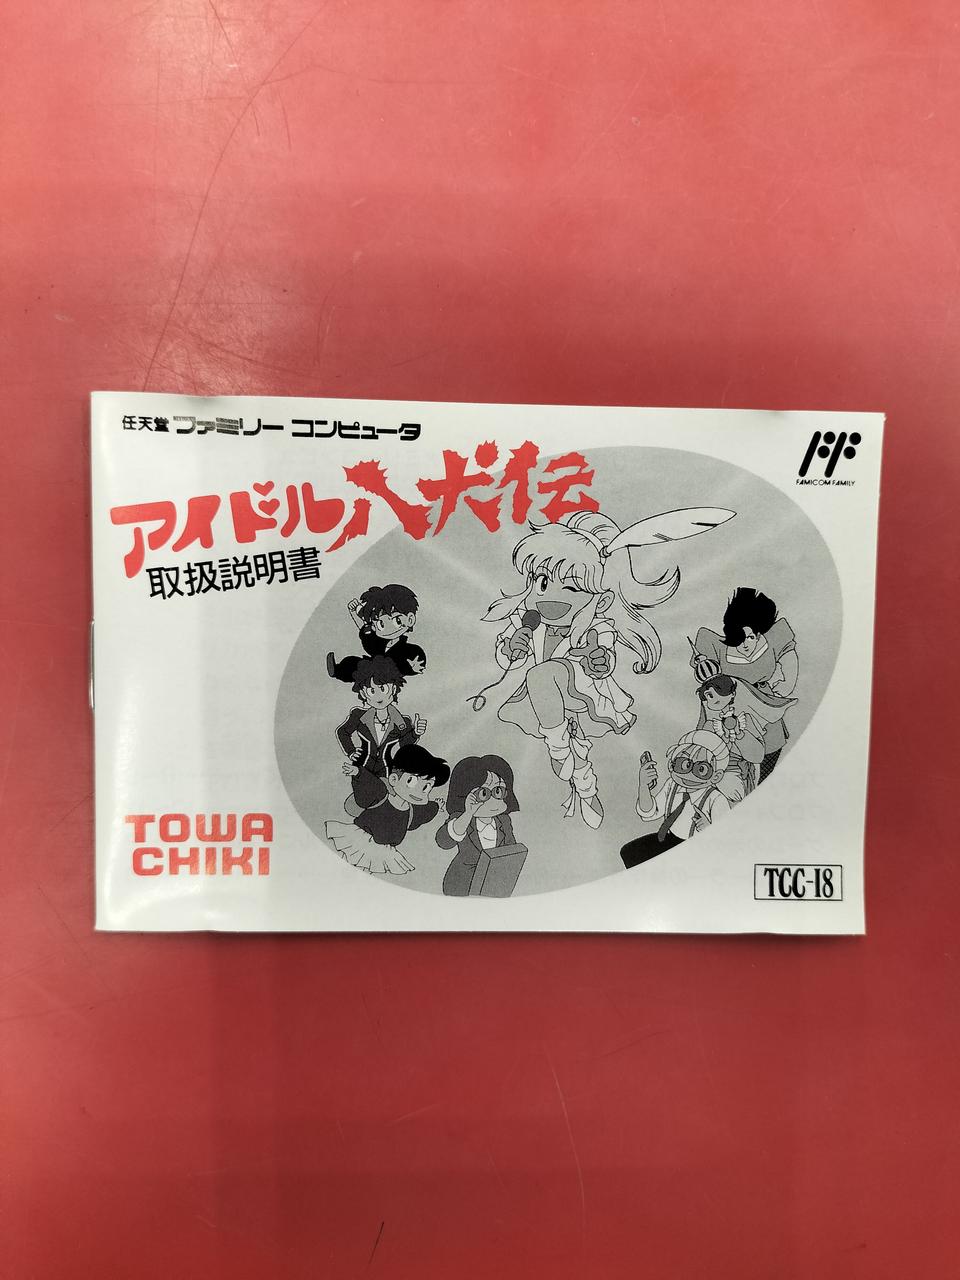 任天堂 ファミリー コンピュータ
FAMICOM FAMILY
アイドル八犬伝
取扱説明書
TOWA
CHIKI
TCC-18